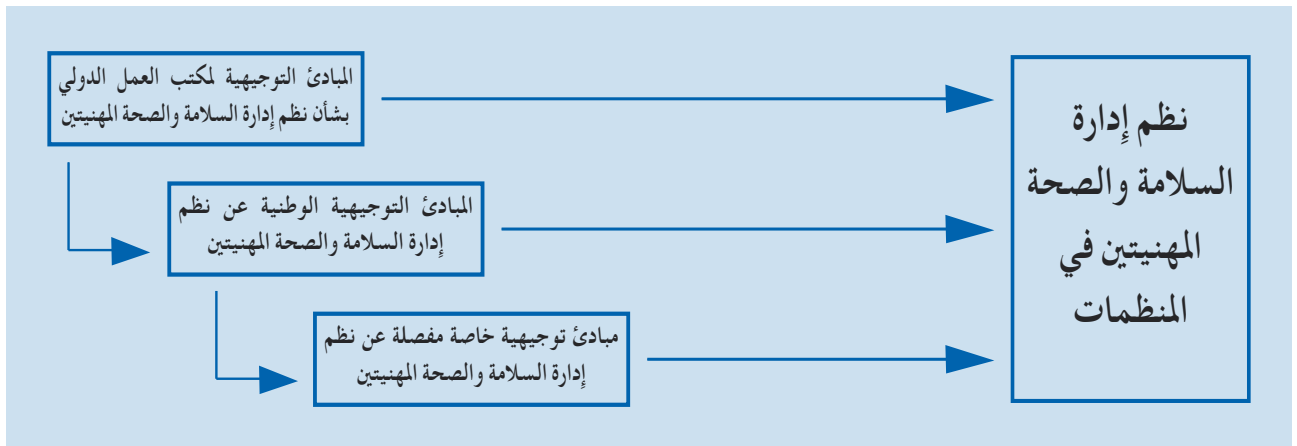 المبادئ التوجيهية لمكتب العمل الدولي
بشأن نظم إدارة السلامة والصحة المهنيتين
المبادئ التوجيهية الوطنية عن نظم
إدارة السلامة والصحة المهنيتين
مبادئ توجيهية خاصة مفصلة عن نظم
إدارة السلامة والصحة المهنيتين
نظم إدارة
السلامة والصحة
المهنيتين في
المنظمات